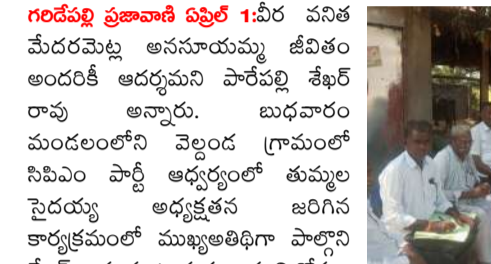 గరిడేపల్లి ప్రజావాణి ఏప్రిల్ 1:వీర వనిత
మేదరమెట్ల అనసూయమ్మ జీవితం
అందరికీ ఆదర్శమని పారేపల్లి శేఖర్
రావు అన్నారు. బుధవారం
మండలంలోని వెల్దండ గ్రామంలో
సిపిఎం పార్టీ ఆధ్వర్యంలో తుమ్మల
సైదయ్య అధ్యక్షతన జరిగిన
కార్యక్రమంలో ముఖ్యఅతిథిగా పాల్గొని